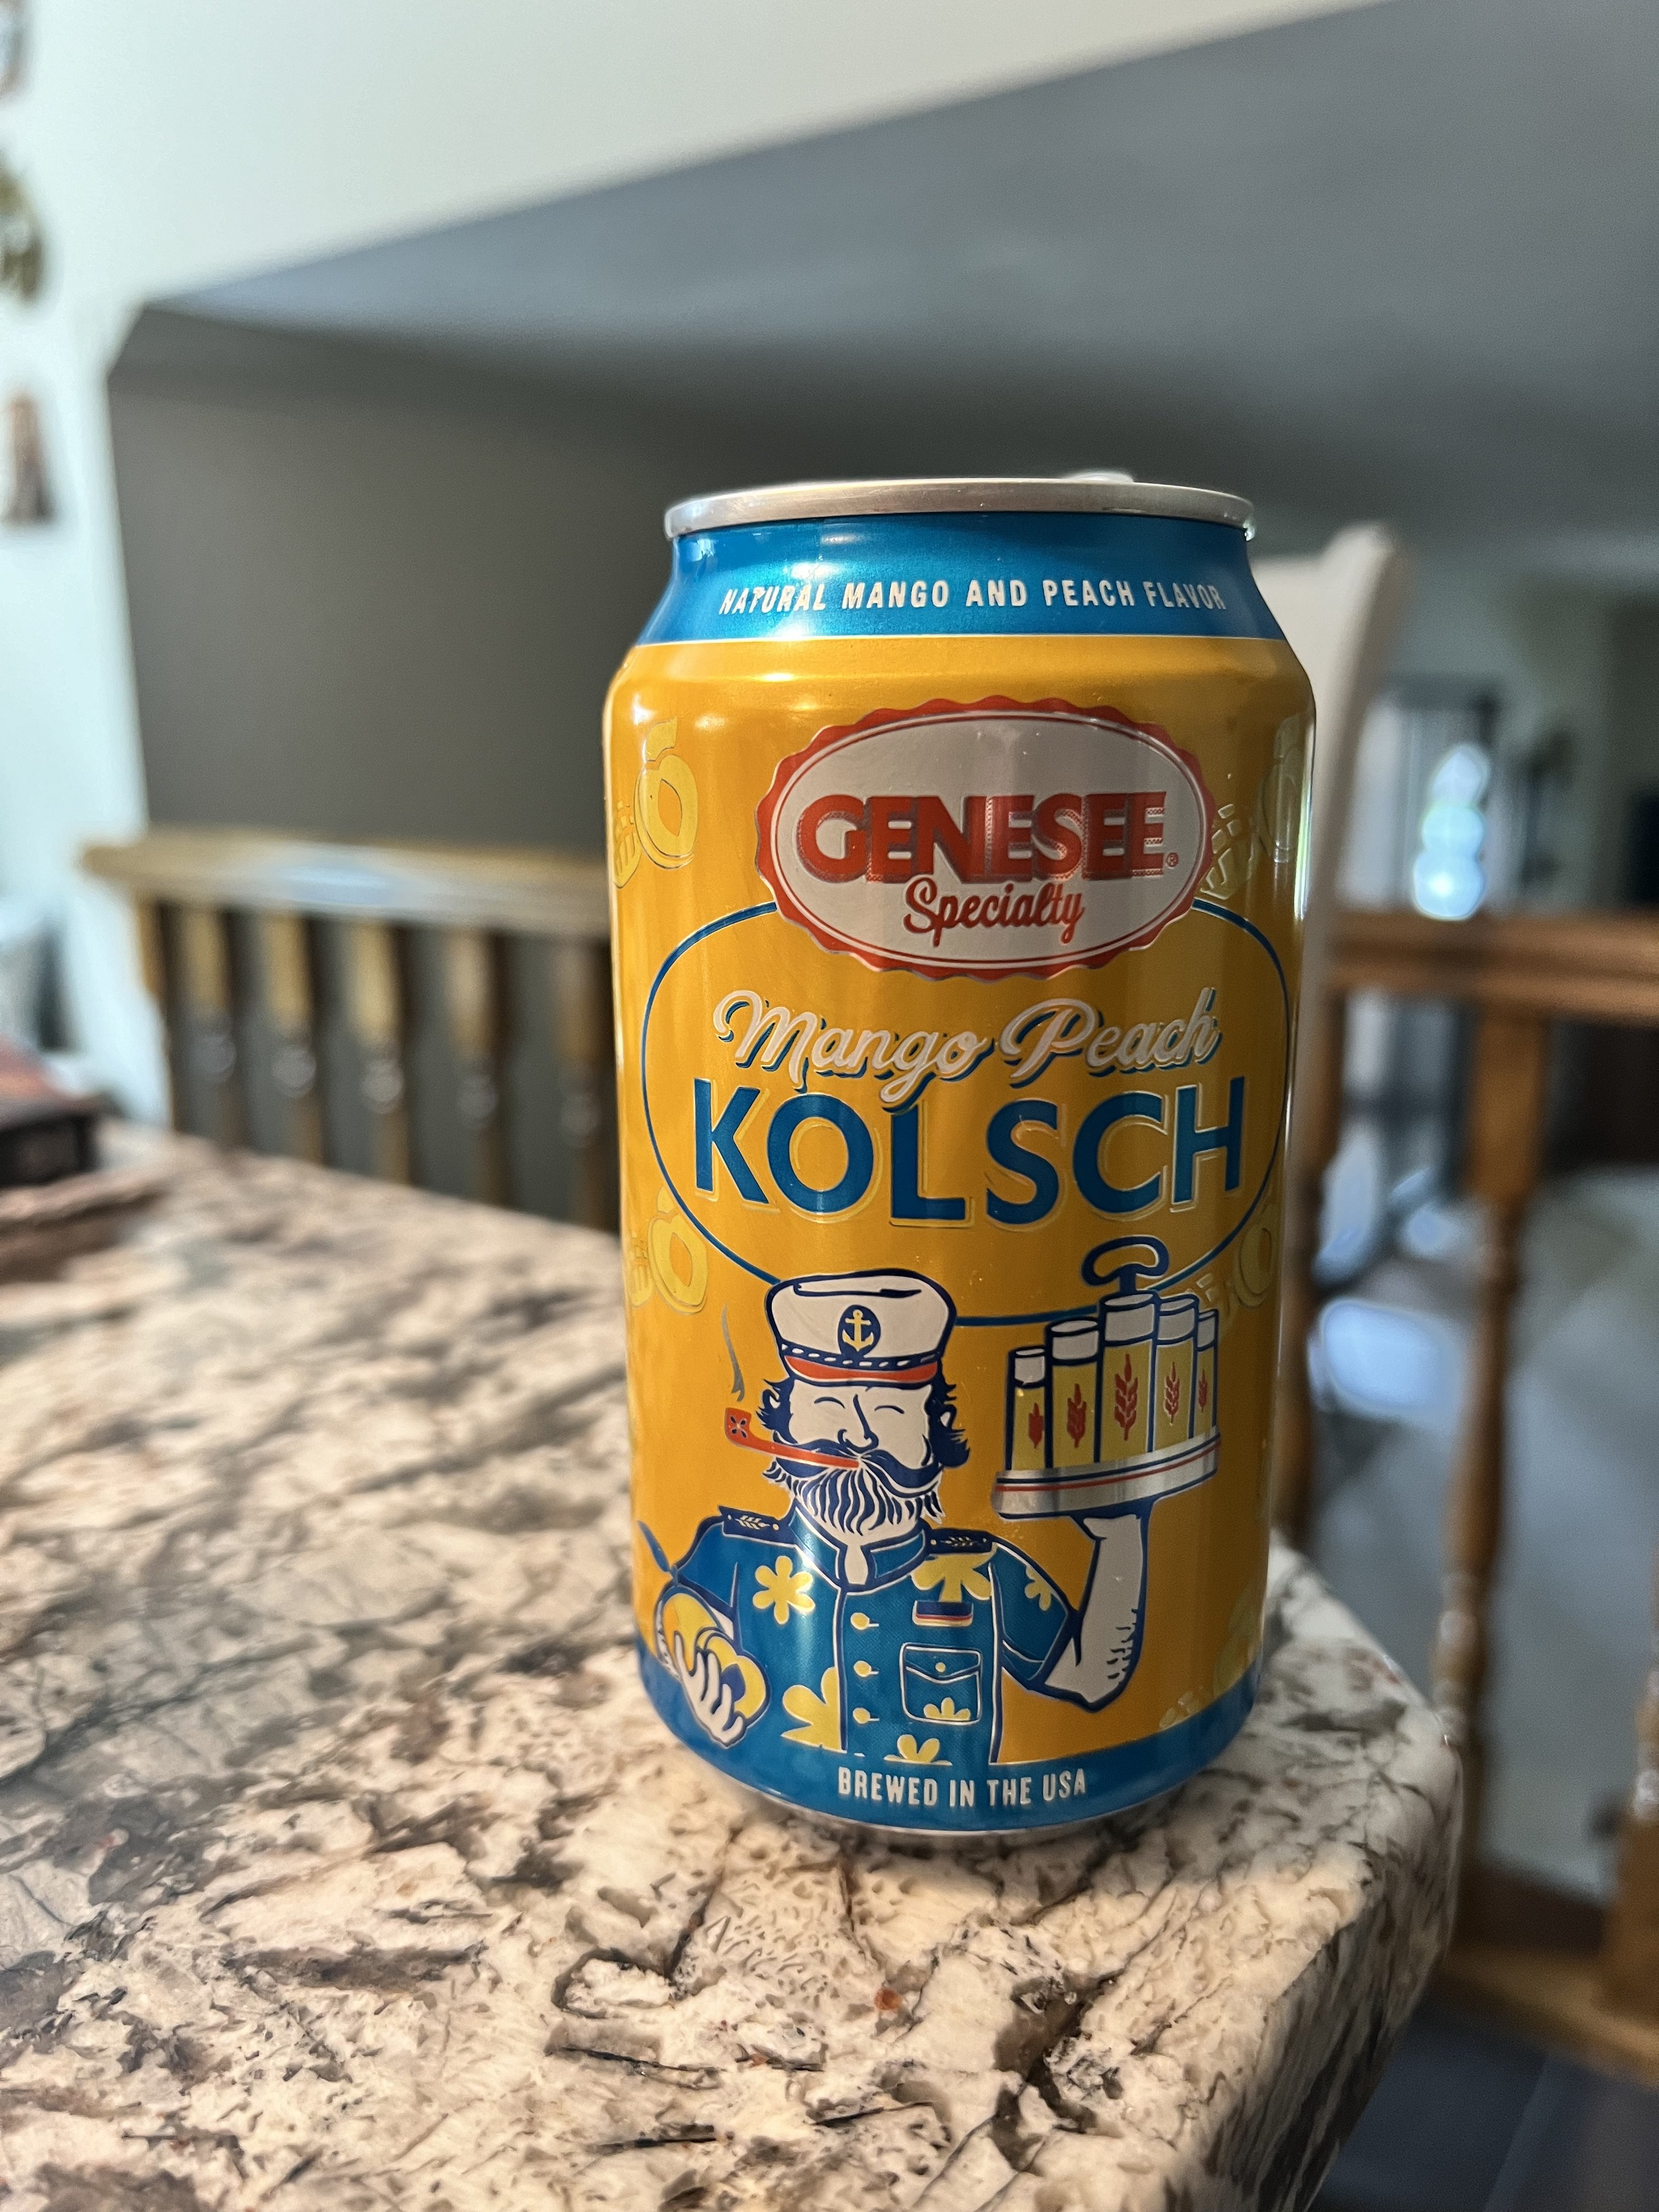 NATURAL MANGO AND PEACH FLAVOR
GENESEE®
Specialty
Mango Peach
KOLSCH
BREWED IN THE USA